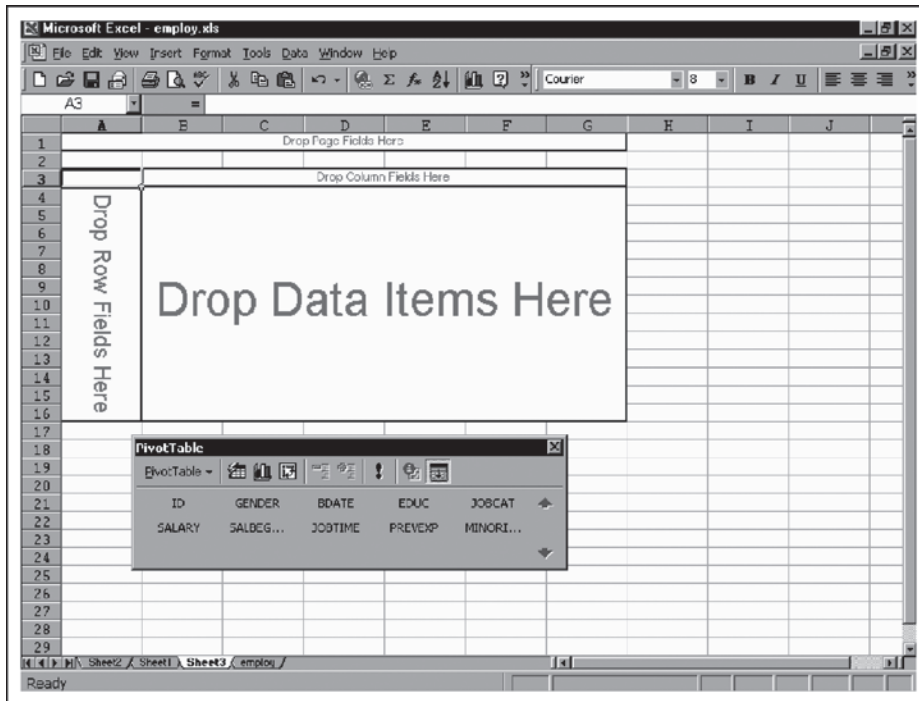 Microsoft Excel - employ.xls
File Edit View Insert Format Tools Data Window Help
Courier 8 B I U
A3 =
A B C D E F G H I J
1 Drop Page Fields Here
2
3 Drop Column Fields Here
4
5
6
7
8
9
10
11
12
13
14
15
16
Drop Row Fields Here
Drop Data Items Here
17
18
19
20
21
22
23
24
25
26
27
28
29
PivotTable
PivotTable
ID GENDER BDATE EDUC JOBCAT
SALARY SALBEG... JOBTIME PREVEXP MINORI...
Sheet2 Sheet1 Sheet3 employ
Ready